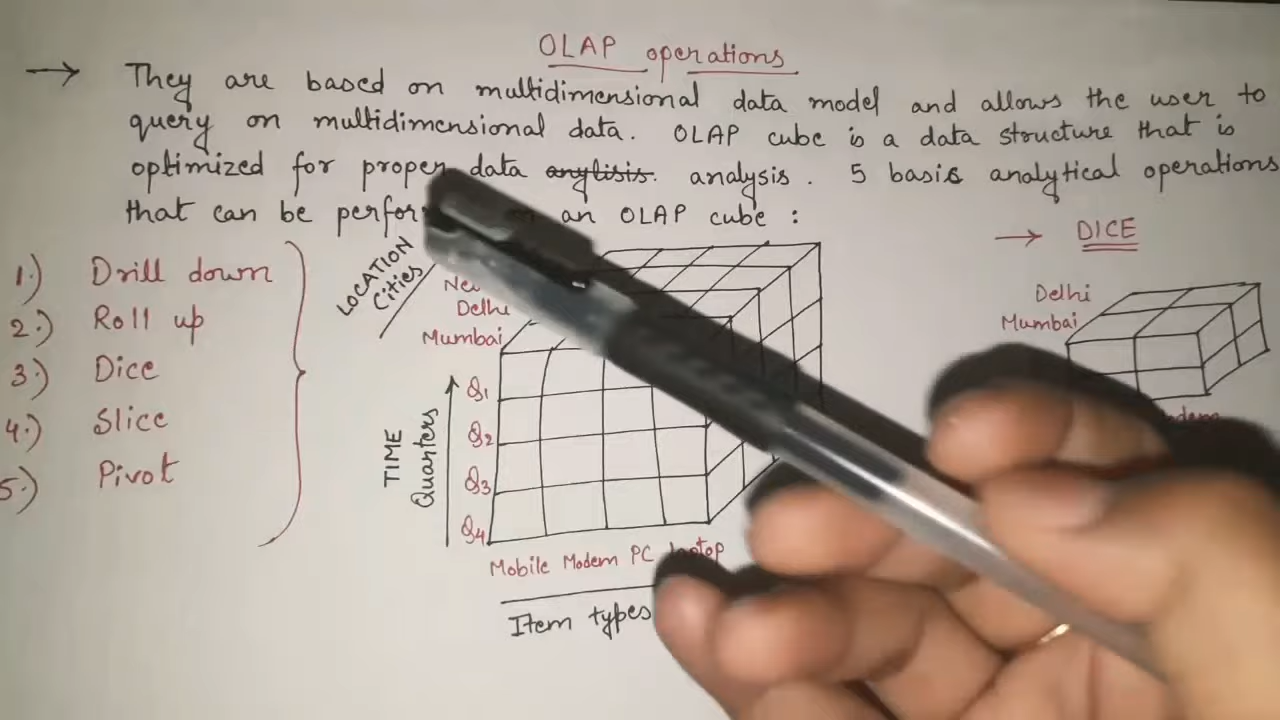 OLAP operations
→ They are based on multidimensional data model and allows the user to
query on multidimensional data. OLAP cube is a data structure that is
optimized for proper data anylisis. analysis. 5 basic analytical operations
that can be an OLAP cube :
1.) Drill down
2.) Roll up
3.) Dice
4.) Slice
5.) Pivot
LOCATION
Cities
Delhi
Mumbai
TIME
Quarters
Q1
Q2
Q3
Q4
Mobile Modem PC laptop
Item types
→ DICE
Delhi
Mumbai